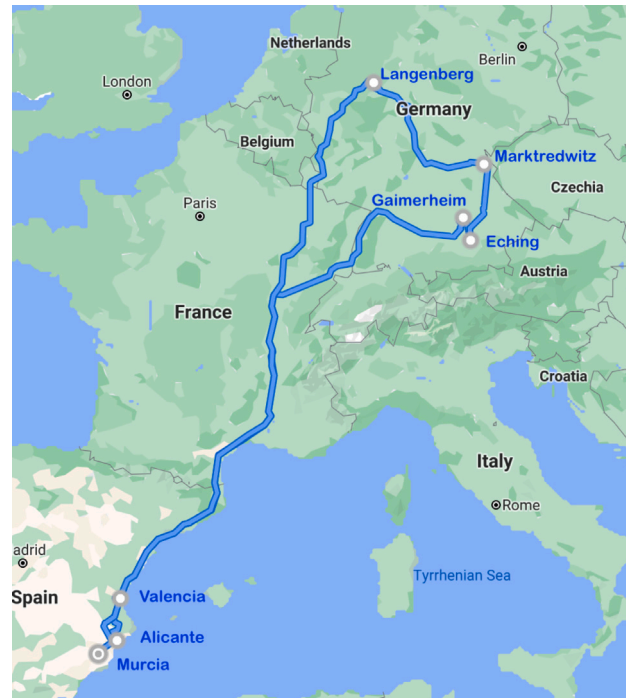 Netherlands
Berlin
London
Langenberg
Germany
Belgium
Marktredwitz
Czechia
Gaimerheim
Paris
Eching
Austria
France
Croatia
Italy
Rome
adrid
Tyrrhenian Sea
Spain
Valencia
Alicante
Murcia